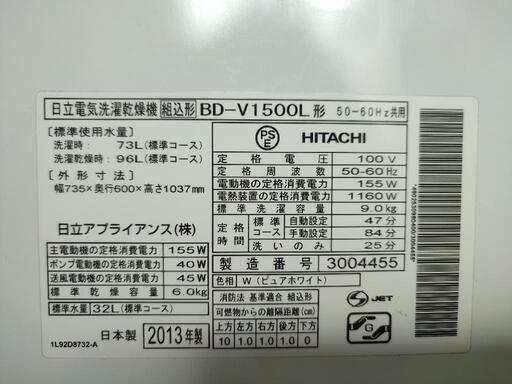 日立電気洗濯乾燥機 組込形 BD-V1500L形 50-60Hz共用
［標準使用水量］
洗濯時： 73L(標準コース)
洗濯乾燥時：96L(標準コース)
［外形寸法］
幅735×奥行600×高さ1037mm
日立アプライアンス(株)
主電動機の定格消費電力 155W
ポンプ電動機の定格消費電力 40W
送風電動機の定格消費電力 45W
標準乾燥容量 6.0kg
標準水量 32L(標準コース)
日本製 2013年製
1L92D8732-A
PS E HITACHI
定格電圧 100V
定格周波数 50-60Hz
電動機の定格消費電力 155W
電熱装置の定格消費電力 1160W
標準洗濯容量 9.0kg
定格時間 標準 自動設定 47分
手動設定 84分
洗いのみ 25分
製造番号 3004455
色相 W（ピュアホワイト）
消防法 基準適合 組込形
可燃物からの離隔距離(cm)
上方 左方 右方 前方 後方 下方
10 1.0 1.0 0 1.0 0
JET
G